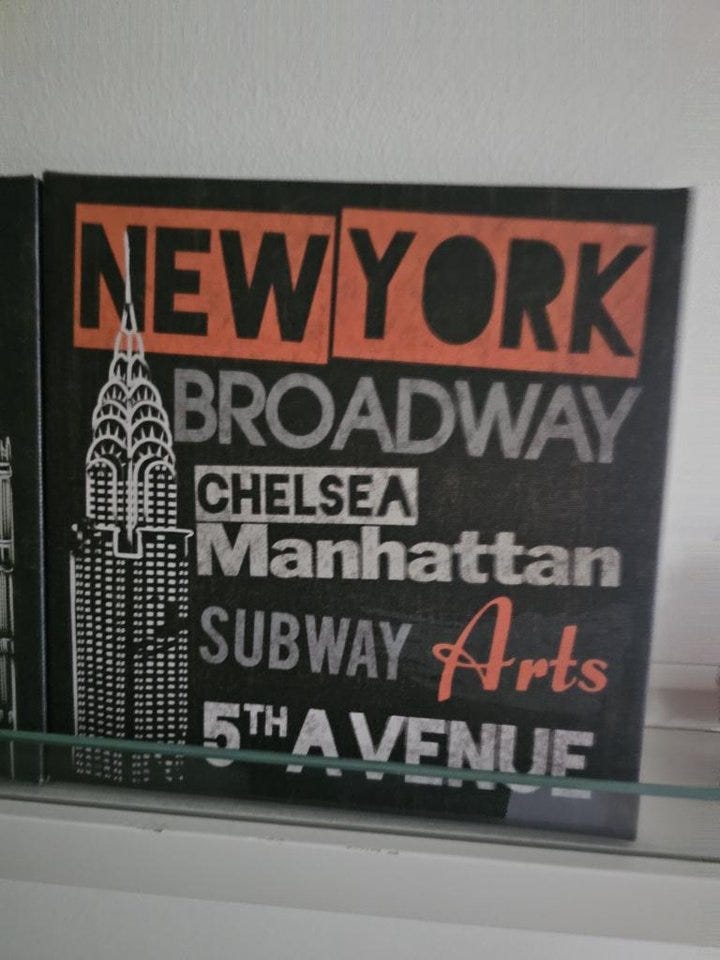 NEW YORK
BROADWAY
CHELSEA
Manhattan
SUBWAY Arts
5TH AVENUE